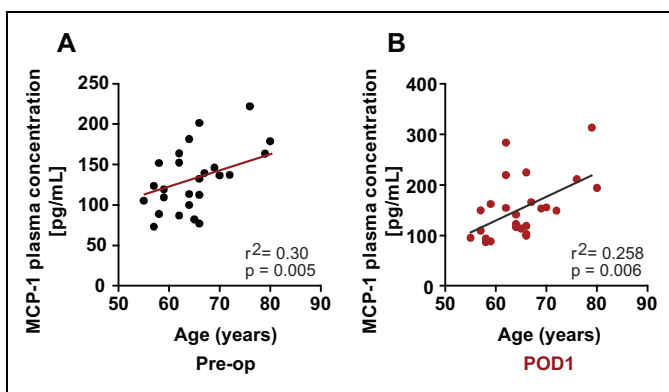 A
MCP-1 plasma concentration
[pg/mL]
250
200
150
100
50
0
r²= 0.30
p = 0.005
50 60 70 80 90
Age (years)
Pre-op
B
MCP-1 plasma concentration
[pg/mL]
400
300
200
100
0
r²= 0.258
p = 0.006
50 60 70 80 90
Age (years)
POD1